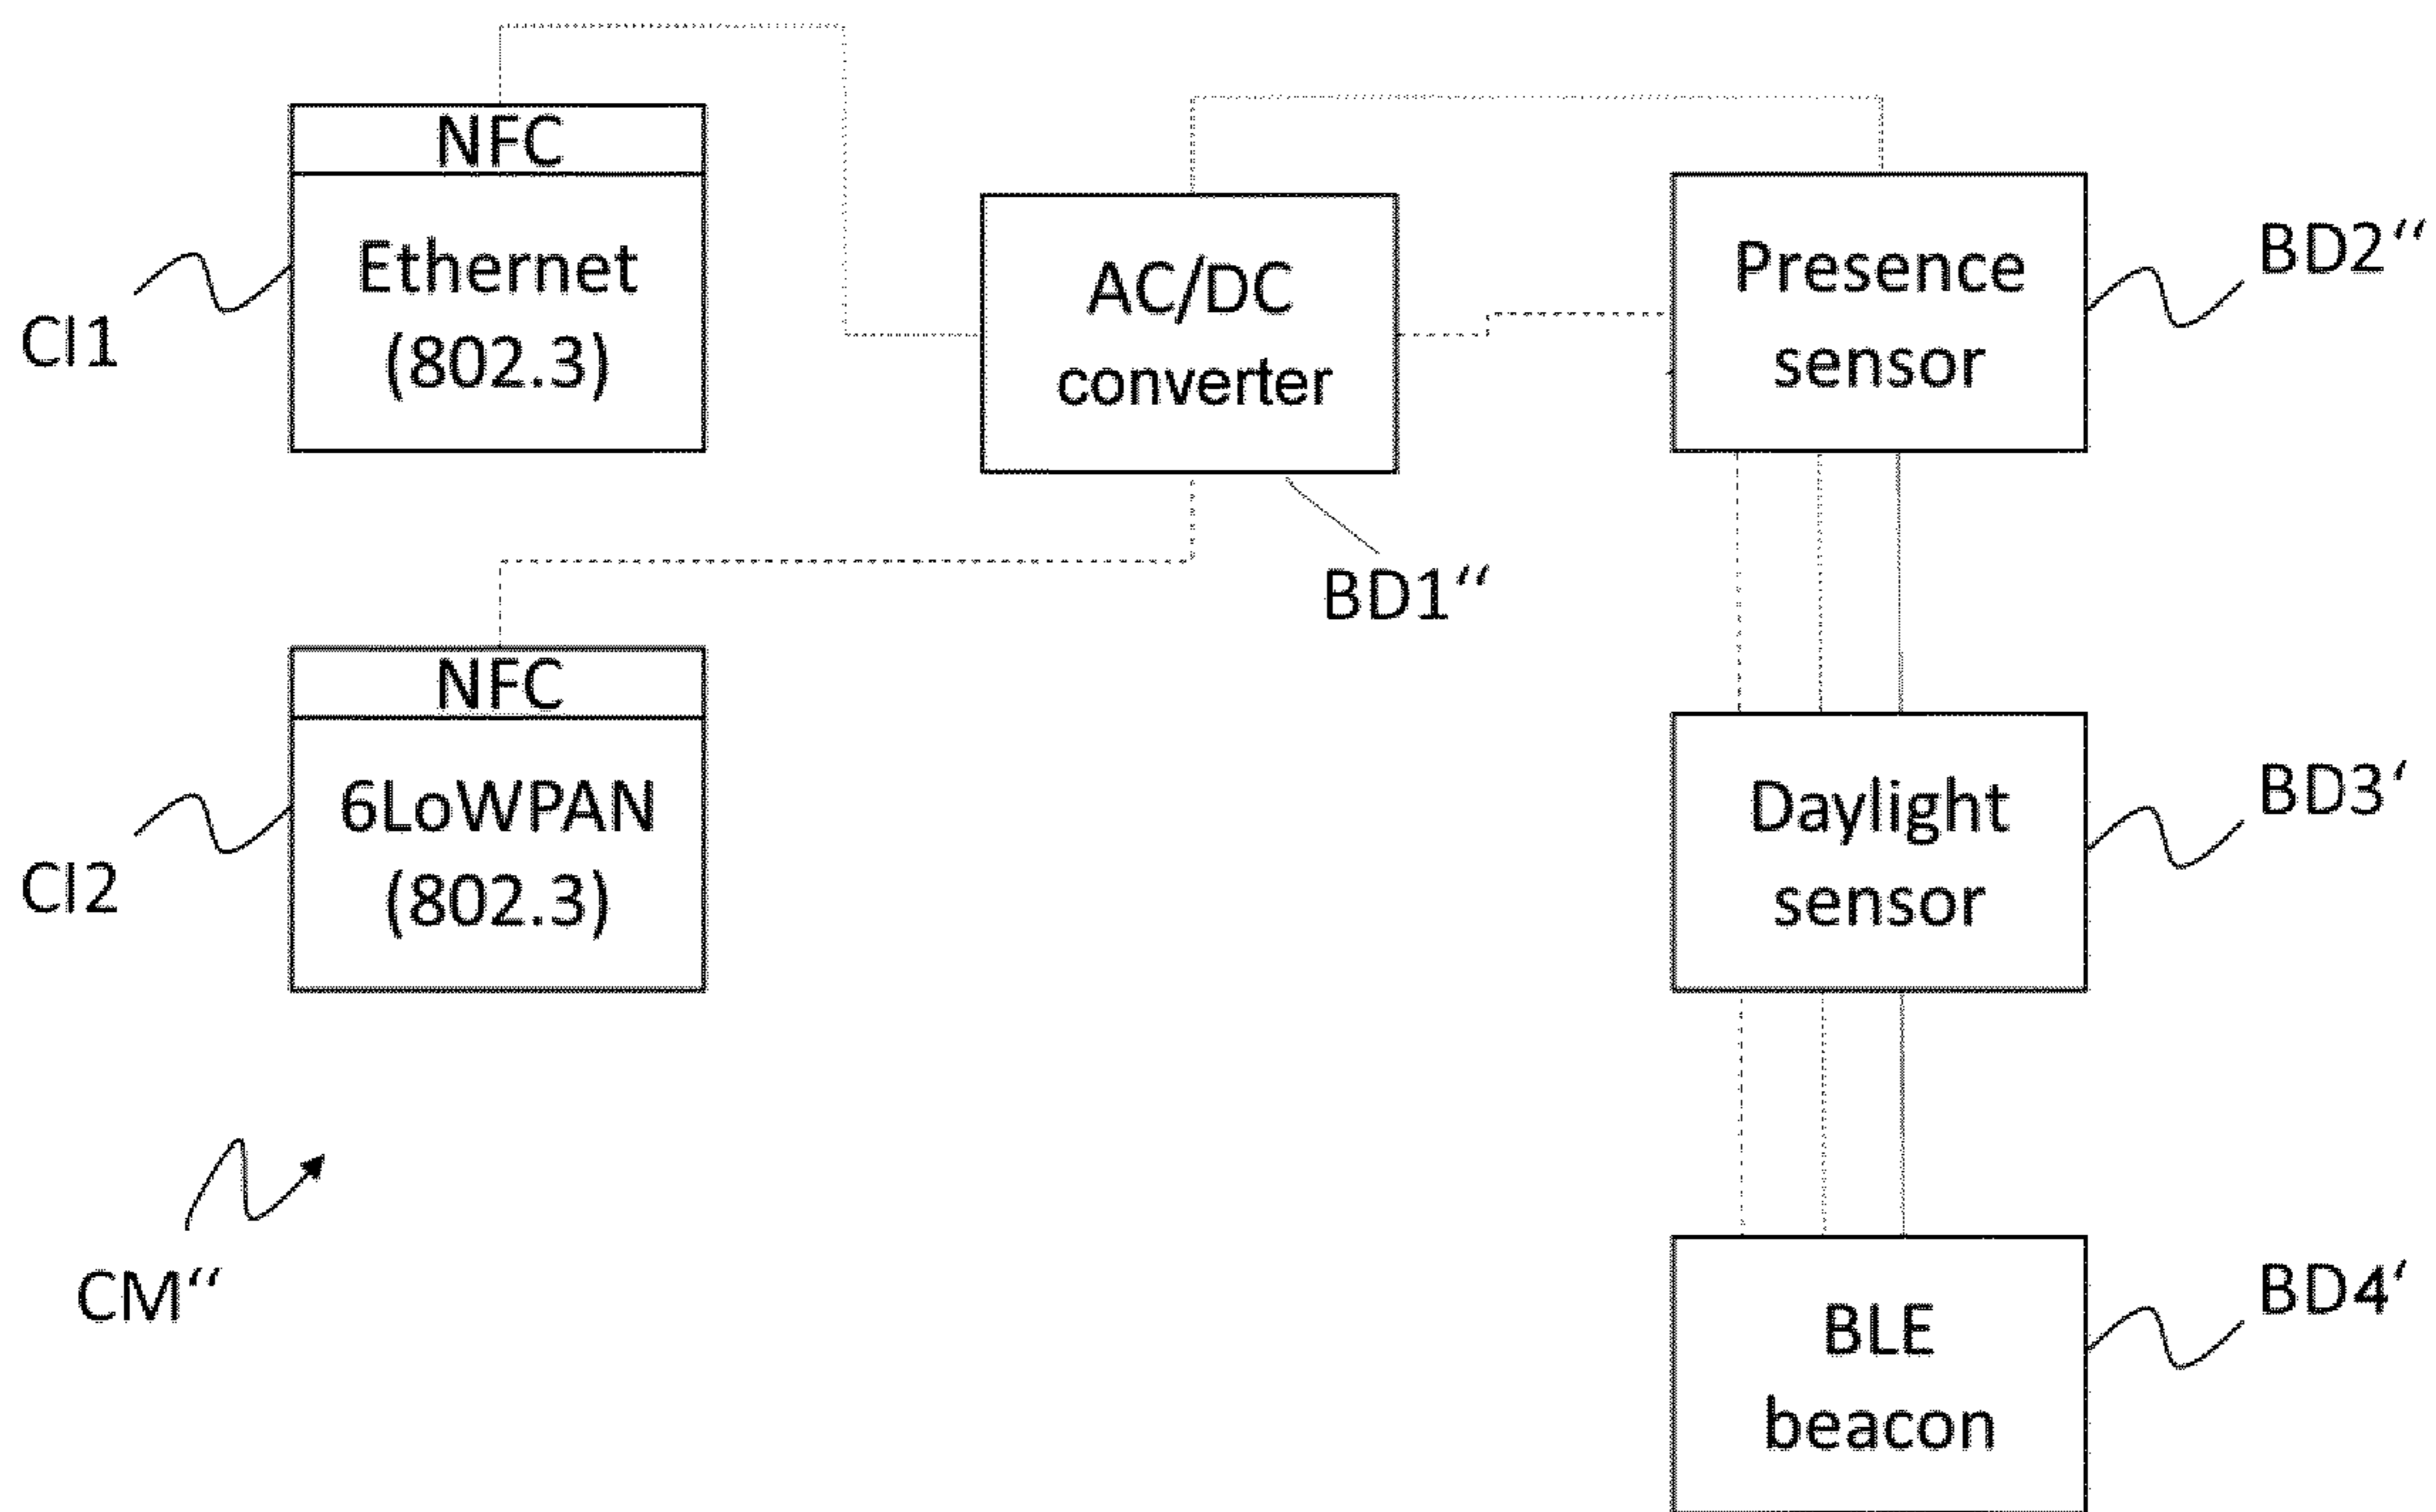 NFC
Ethernet
(802.3)
CI1
AC/DC
converter
BD1“
Presence
sensor
BD2“
NFC
6LoWPAN
(802.3)
CI2
Daylight
sensor
BD3‘
CM“
BLE
beacon
BD4‘